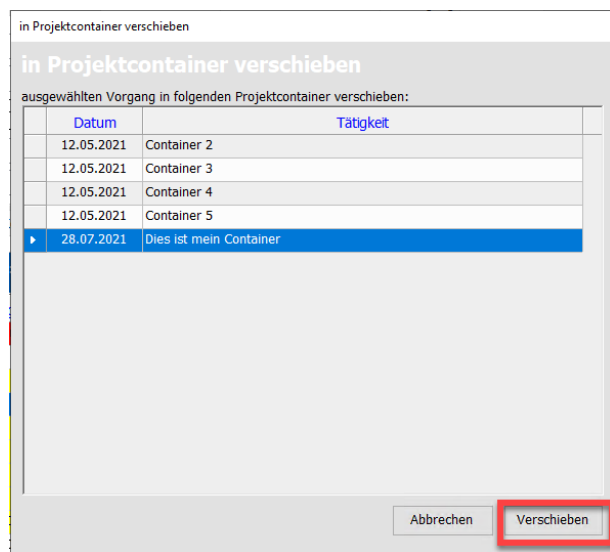 in Projektcontainer verschieben
in Projektcontainer verschieben
ausgewählten Vorgang in folgenden Projektcontainer verschieben:
Datum Tätigkeit
12.05.2021 Container 2
12.05.2021 Container 3
12.05.2021 Container 4
12.05.2021 Container 5
28.07.2021 Dies ist mein Container
Abbrechen Verschieben